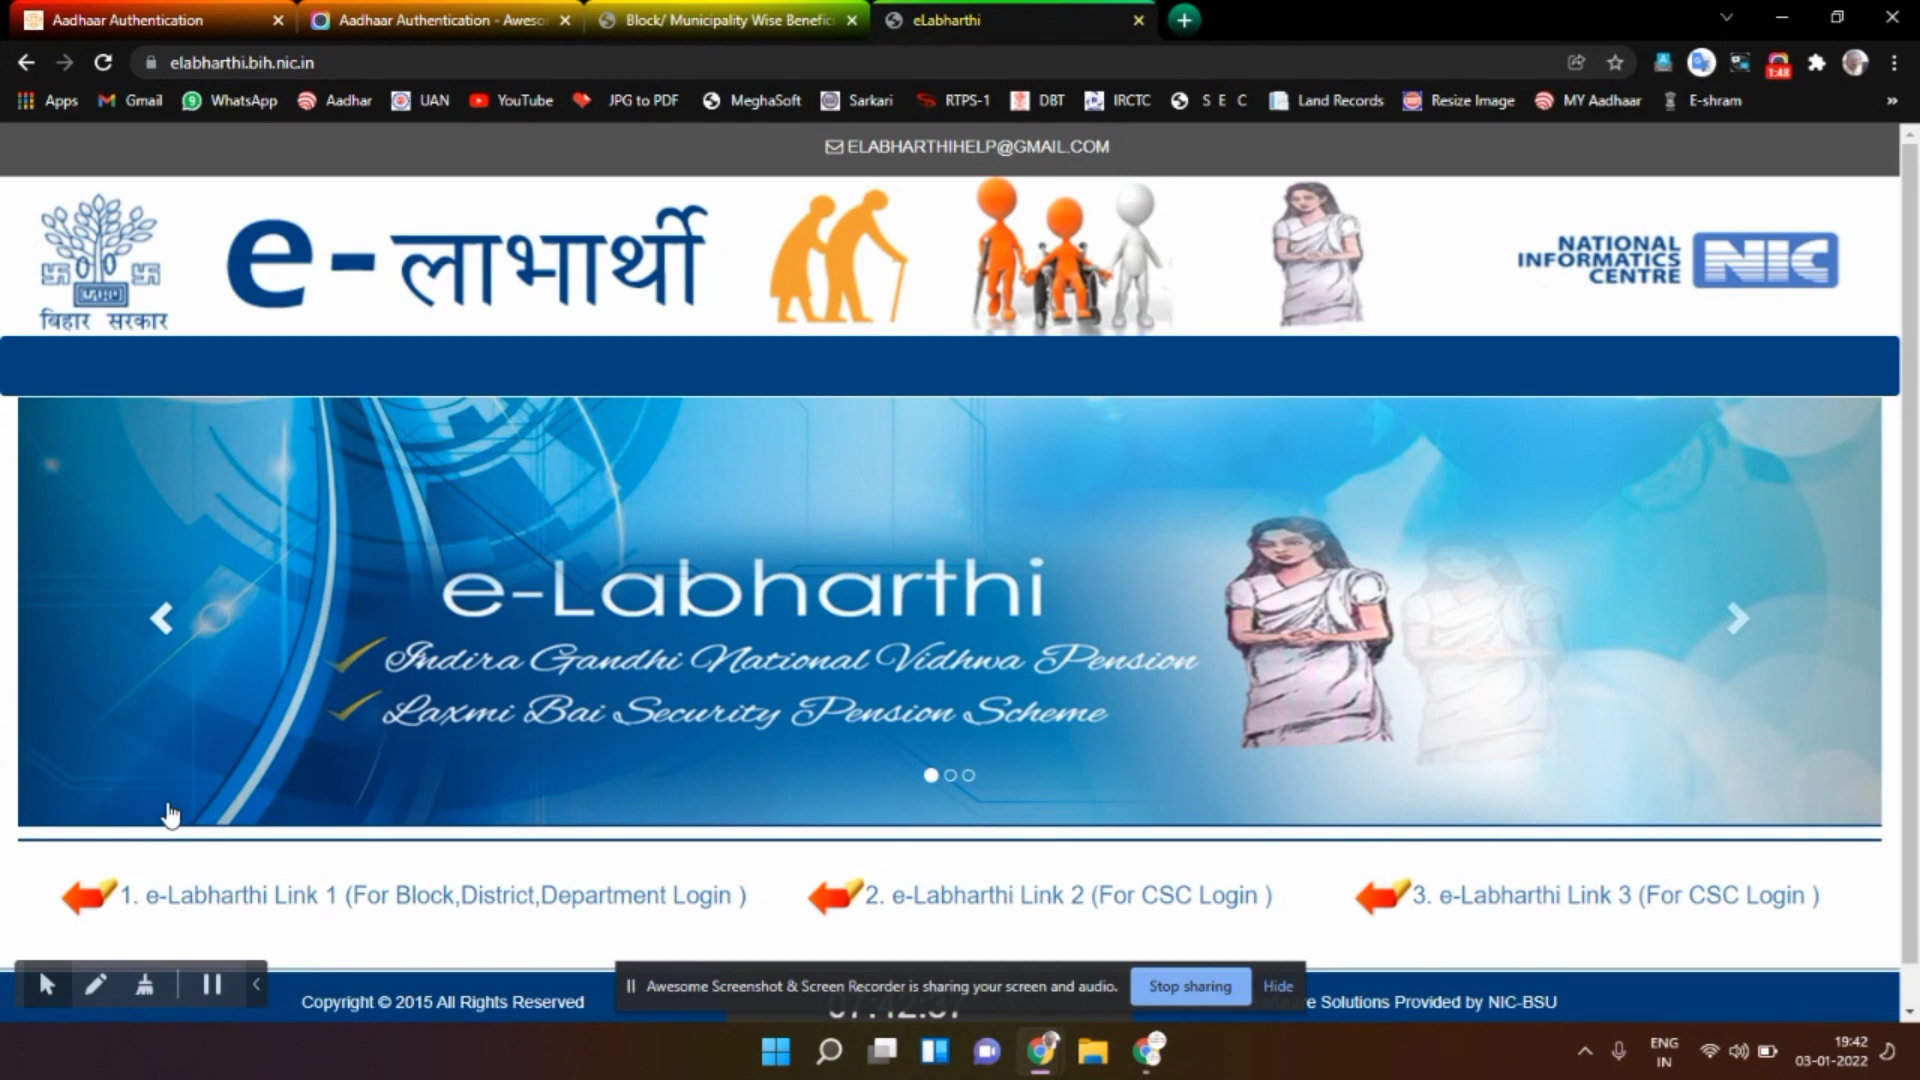 Aadhaar Authentication
Aadhaar Authentication - Aweso
Block/ Municipality Wise Benefic
eLabharthi
elabharthi.bih.nic.in
1:48
Apps Gmail WhatsApp Aadhar UAN YouTube JPG to PDF MeghaSoft Sarkari RTPS-1 DBT IRCTC S E C Land Records Resize Image MY Aadhaar E-shram »
ELABHARTHIHELP@GMAIL.COM
e-लाभार्थी
बिहार सरकार
NATIONAL
INFORMATICS
CENTRE
NIC
e-Labharthi
Indira Gandhi National Vidhwa Pension
Laxmi Bai Security Pension Scheme
1. e-Labharthi Link 1 (For Block,District,Department Login )
2. e-Labharthi Link 2 (For CSC Login )
3. e-Labharthi Link 3 (For CSC Login )
Copyright © 2015 All Rights Reserved
Awesome Screenshot & Screen Recorder is sharing your screen and audio.
Stop sharing
Hide
e Solutions Provided by NIC-BSU
07:42:37
ENG
IN
19:42
03-01-2022